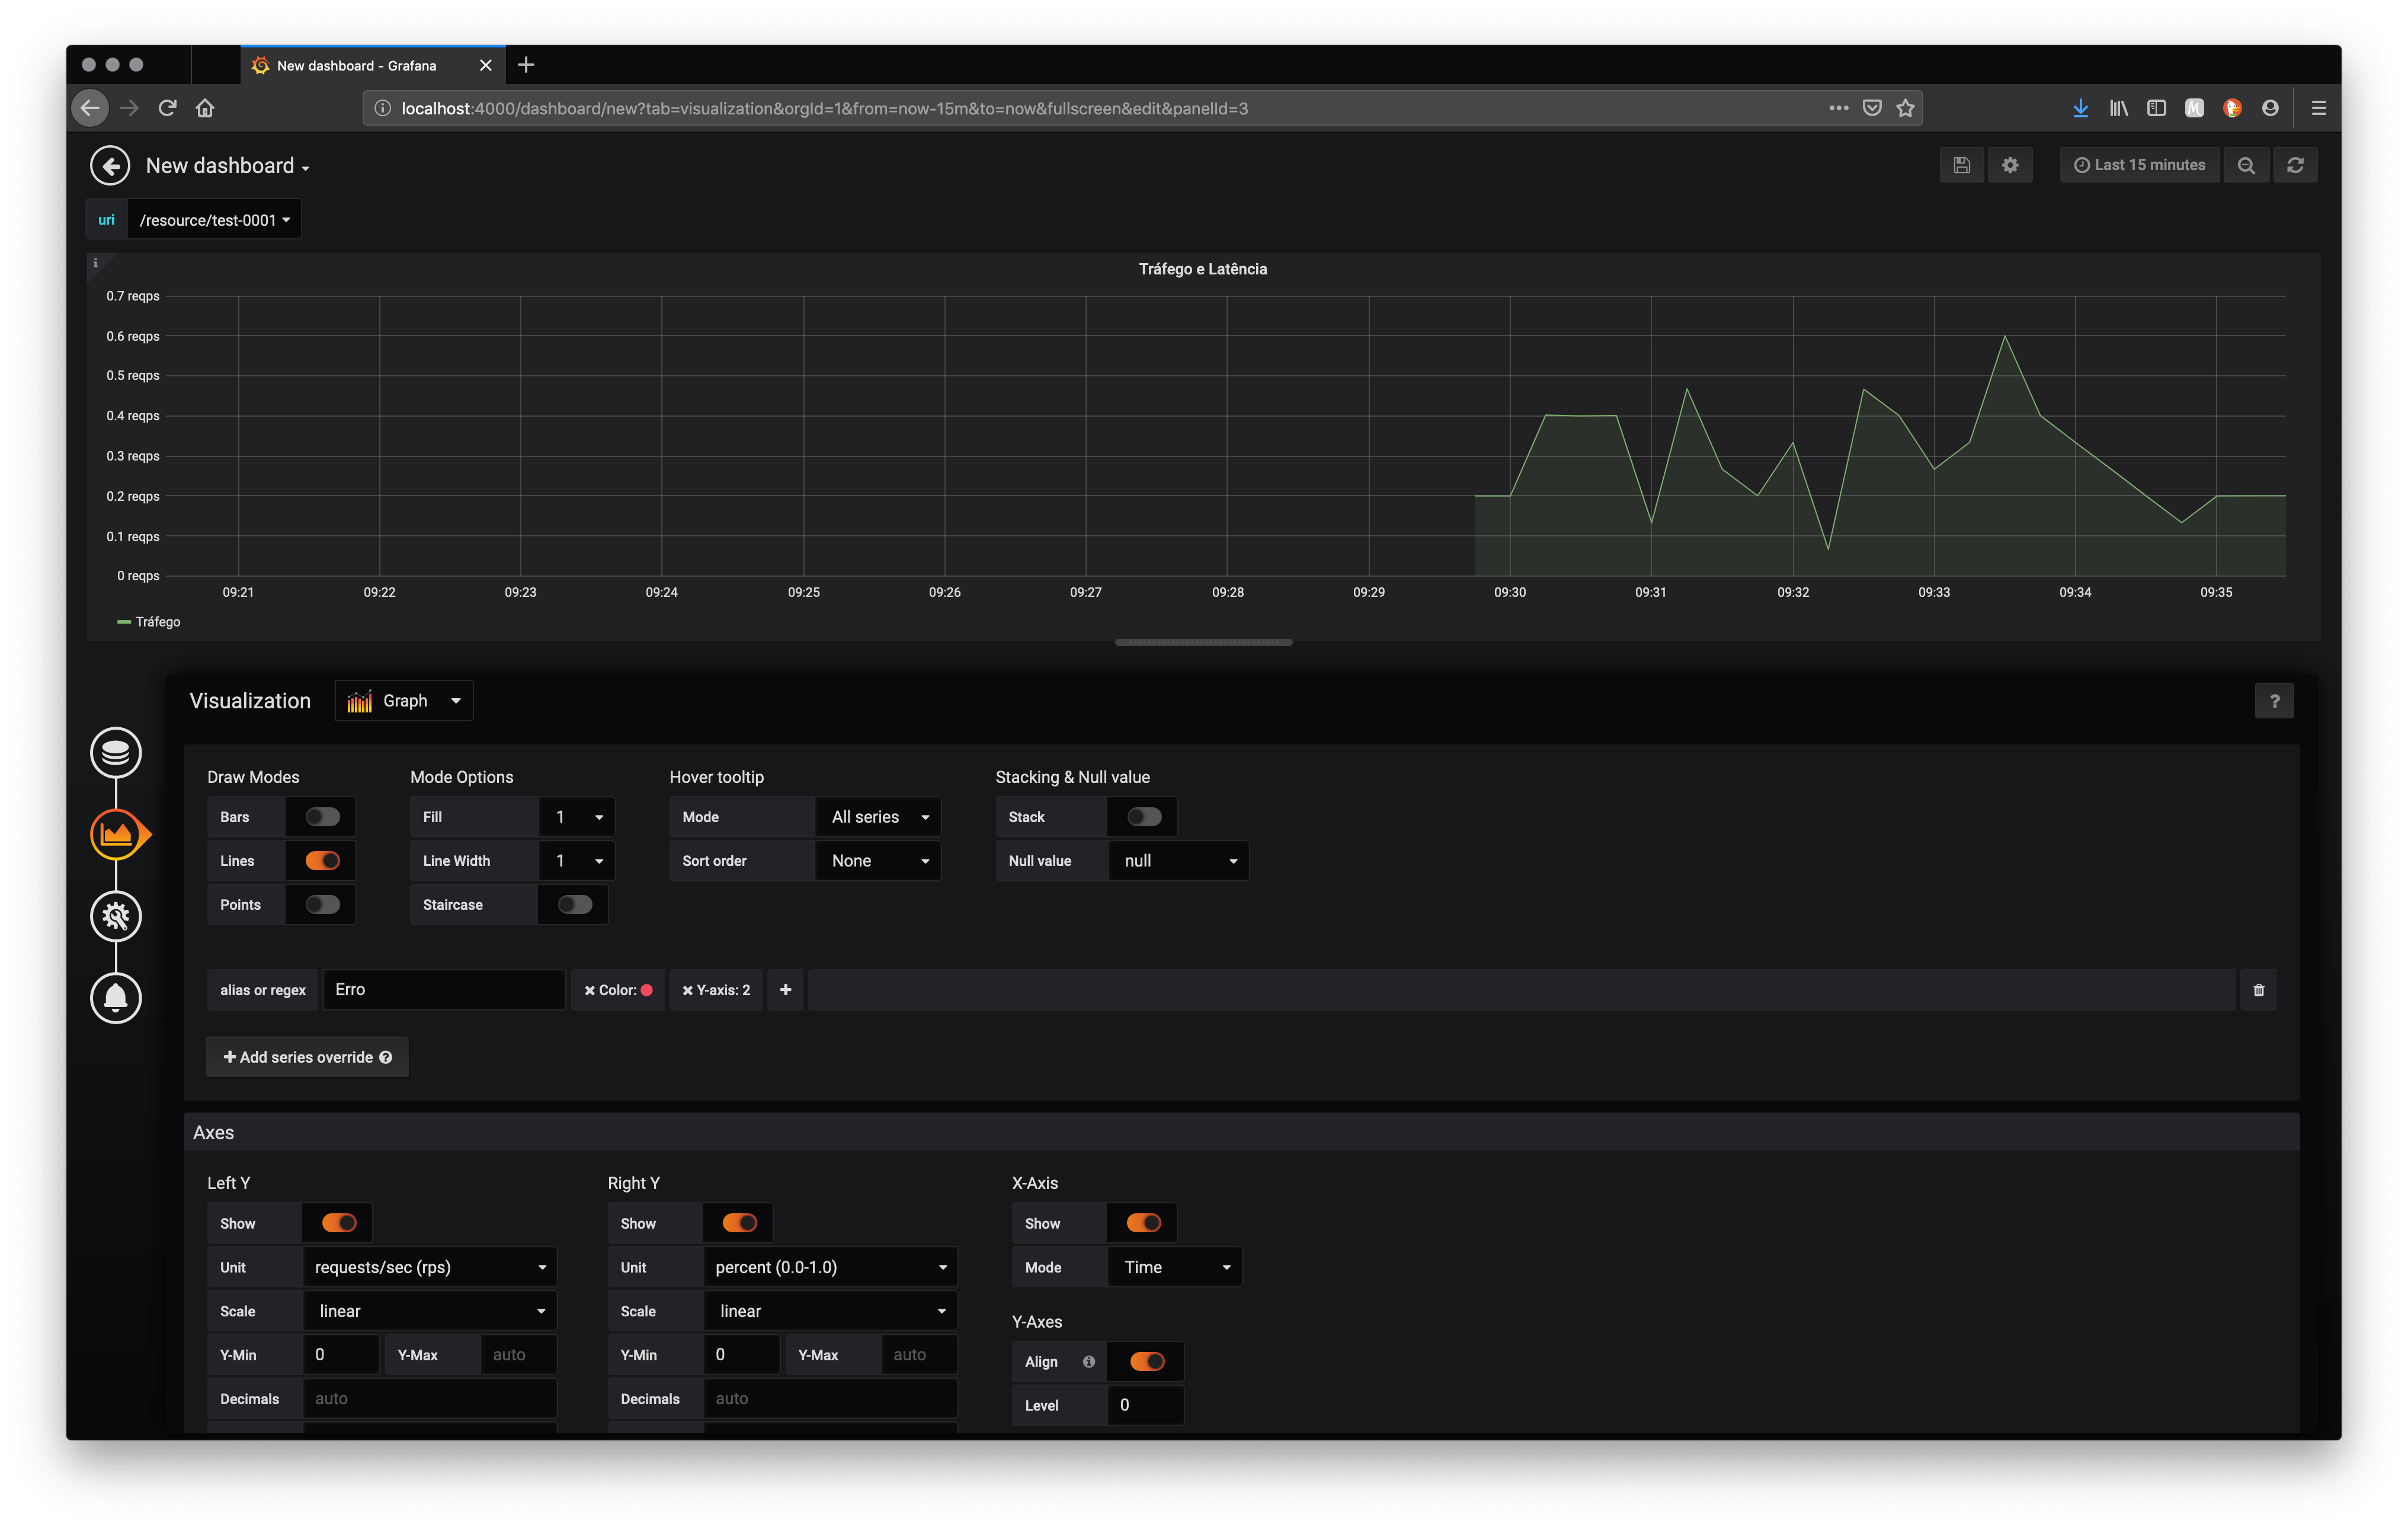 New dashboard - Grafana
localhost:4000/dashboard/new?tab=visualization&orgId=1&from=now-15m&to=now&fullscreen&edit&panelId=3
New dashboard
Last 15 minutes
uri /resource/test-0001
Tráfego e Latência
0.7 reqps
0.6 reqps
0.5 reqps
0.4 reqps
0.3 reqps
0.2 reqps
0.1 reqps
0 reqps
09:21 09:22 09:23 09:24 09:25 09:26 09:27 09:28 09:29 09:30 09:31 09:32 09:33 09:34 09:35
Tráfego
Visualization Graph ?
Draw Modes Mode Options Hover tooltip Stacking & Null value
Bars Fill 1 Mode All series Stack
Lines Line Width 1 Sort order None Null value null
Points Staircase
alias or regex Erro Color: Y-axis: 2
Add series override
Axes
Left Y Right Y X-Axis
Show Show Show
Unit requests/sec (rps) Unit percent (0.0-1.0) Mode Time
Scale linear Scale linear
Y-Axes
Y-Min 0 Y-Max auto Y-Min 0 Y-Max auto Align
Decimals auto Decimals auto Level 0